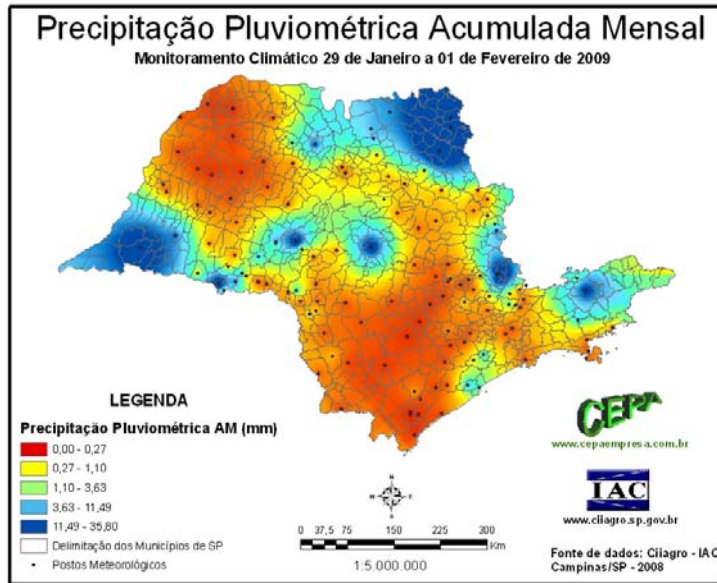 Precipitação Pluviométrica Acumulada Mensal
Monitoramento Climático 29 de Janeiro a 01 de Fevereiro de 2009
LEGENDA
Precipitação Pluviométrica AM (mm)
0,00 - 0,27
0,27 - 1,10
1,10 - 3,63
3,63 - 11,49
11,49 - 35,80
Delimitação dos Municípios de SP
Postos Meteorológicos
N
W E
S
0 37,5 75 150 225 300
Km
1:5.000.000
CEPA
www.cepaempresa.com.br
IAC
www.ciiagro.sp.gov.br
Fonte de dados: Ciiagro - IAC
Campinas/SP - 2008